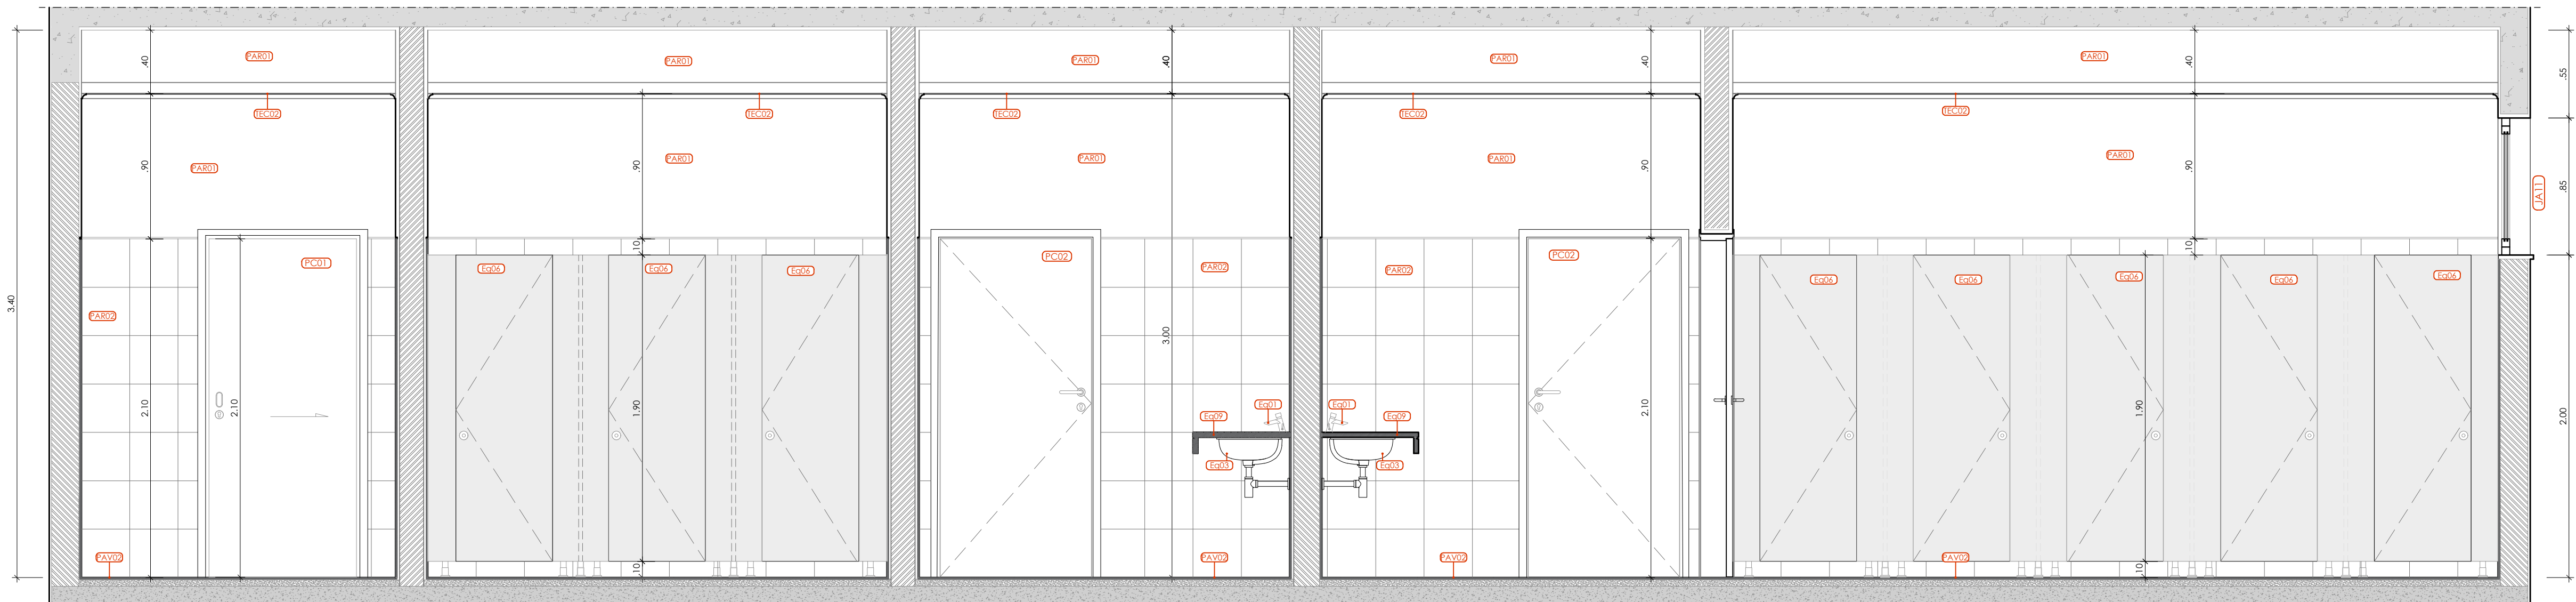 3.40
.40
PAR01
TEC02
.90
PAR01
PC01
PAR02
2.10
2.10
PAV02
PAR01
TEC02
.90
PAR01
.10
Eq06
Eq06
Eq06
1.90
.10
PAR01
.40
TEC02
PAR01
PC02
PAR02
3.00
Eq09
Eq01
Eq03
PAV02
PAR01
.40
TEC02
PAR01
.90
PAR02
PC02
2.10
Eq01
Eq09
Eq03
PAV02
PAR01
.40
TEC02
PAR01
.90
.10
Eq06
Eq06
Eq06
Eq06
Eq06
1.90
PAV02
.10
.55
.85
JA11
2.00